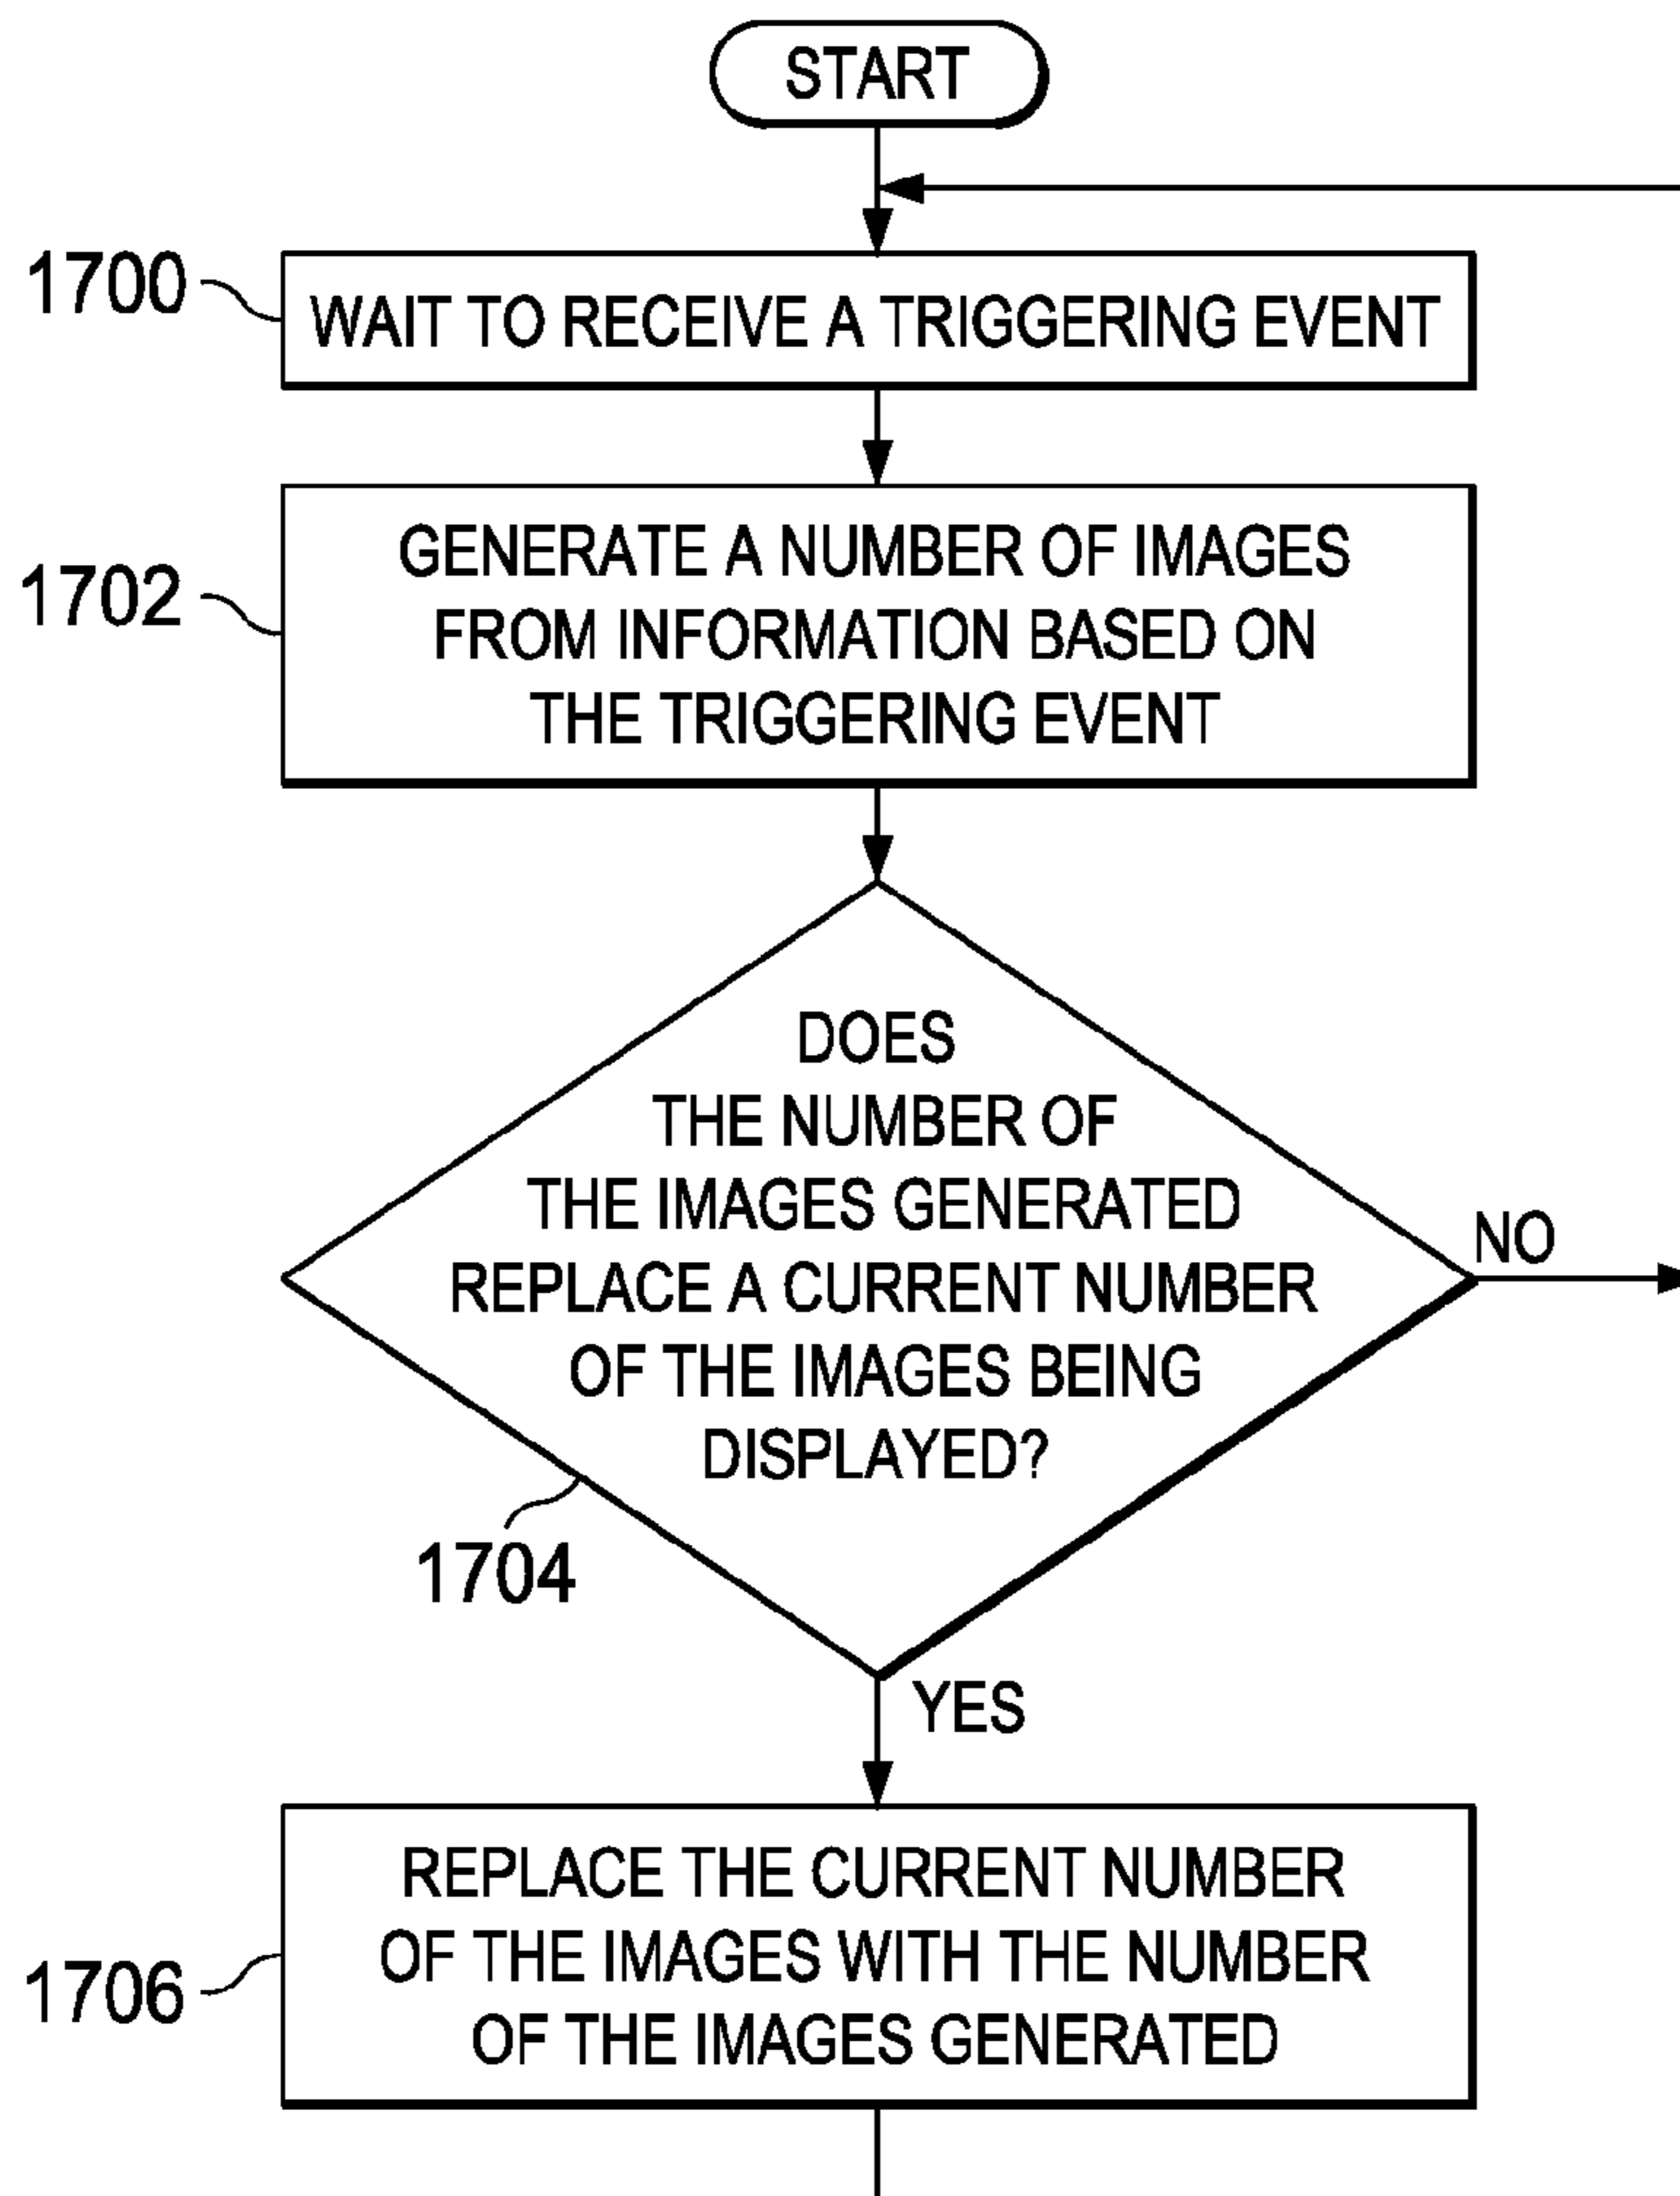 START
1700
WAIT TO RECEIVE A TRIGGERING EVENT
1702
GENERATE A NUMBER OF IMAGES
FROM INFORMATION BASED ON
THE TRIGGERING EVENT
DOES
THE NUMBER OF
THE IMAGES GENERATED
REPLACE A CURRENT NUMBER
OF THE IMAGES BEING
DISPLAYED?
NO
1704
YES
1706
REPLACE THE CURRENT NUMBER
OF THE IMAGES WITH THE NUMBER
OF THE IMAGES GENERATED